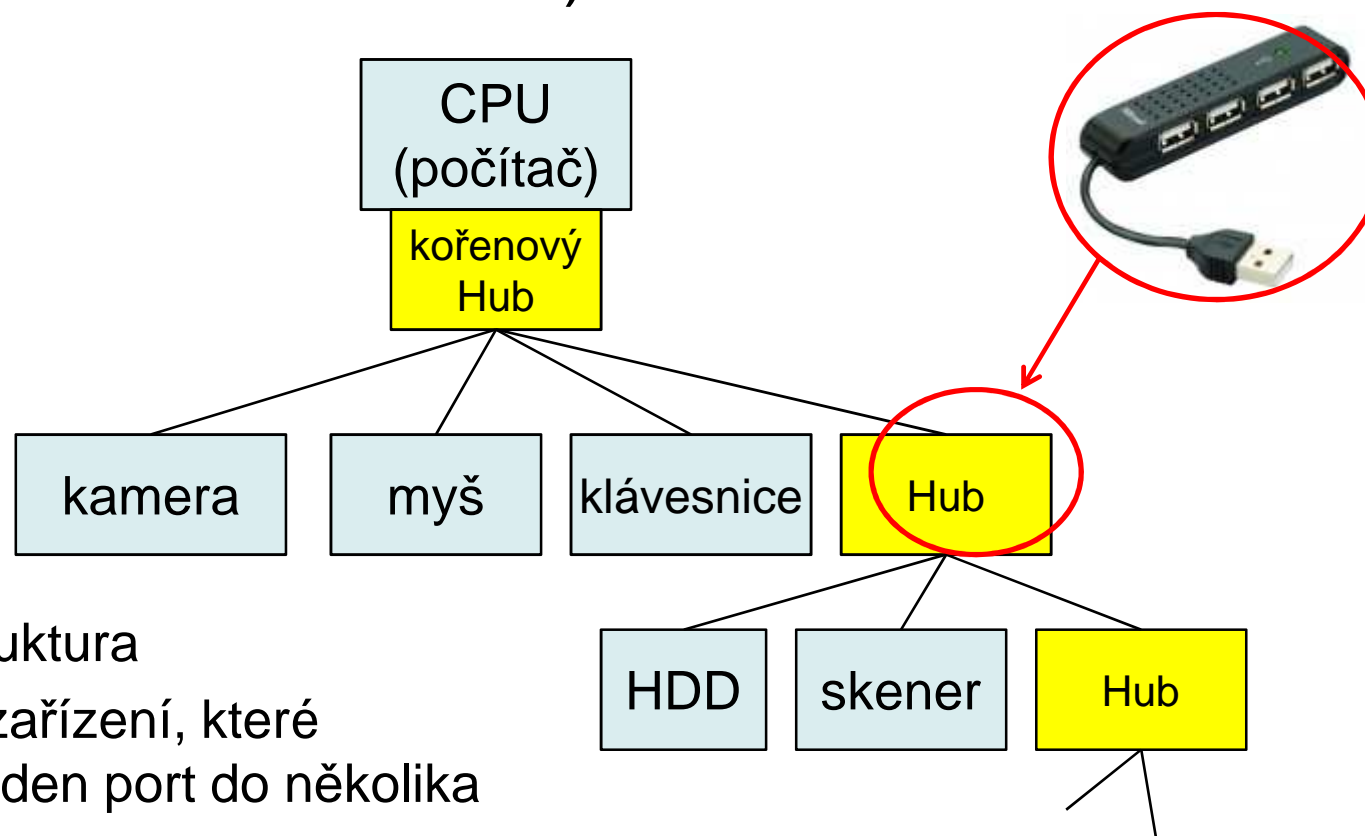 CPU
(počítač)
kořenový
Hub
kamera
myš
klávesnice
Hub
uktura
zařízení, které
den port do několika
HDD
skener
Hub